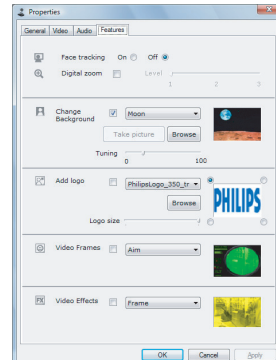 Properties
General Video Audio Features
Face tracking On Off
Digital zoom Level
1 2 3
Change Background Moon
Take picture Browse
Tuning
0 100
Add logo PhilipsLogo_350_tr
Browse
PHILIPS
Logo size
Video Frames Aim
Video Effects Frame
OK Cancel Apply